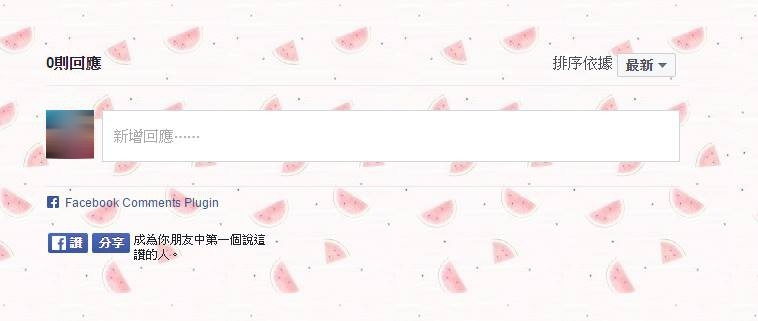 0則回應
排序依據 最新
新增回應……
Facebook Comments Plugin
讚 分享 成為你朋友中第一個說這
讚的人。